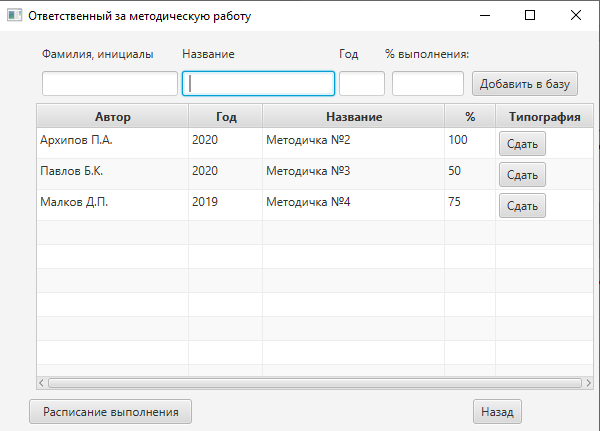 Ответственный за методическую работу
Фамилия, инициалы Название Год % выполнения:
Добавить в базу
Автор Год Название % Типография
Архипов П.А. 2020 Методичка №2 100 Сдать
Павлов Б.К. 2020 Методичка №3 50 Сдать
Малков Д.П. 2019 Методичка №4 75 Сдать
Расписание выполнения Назад